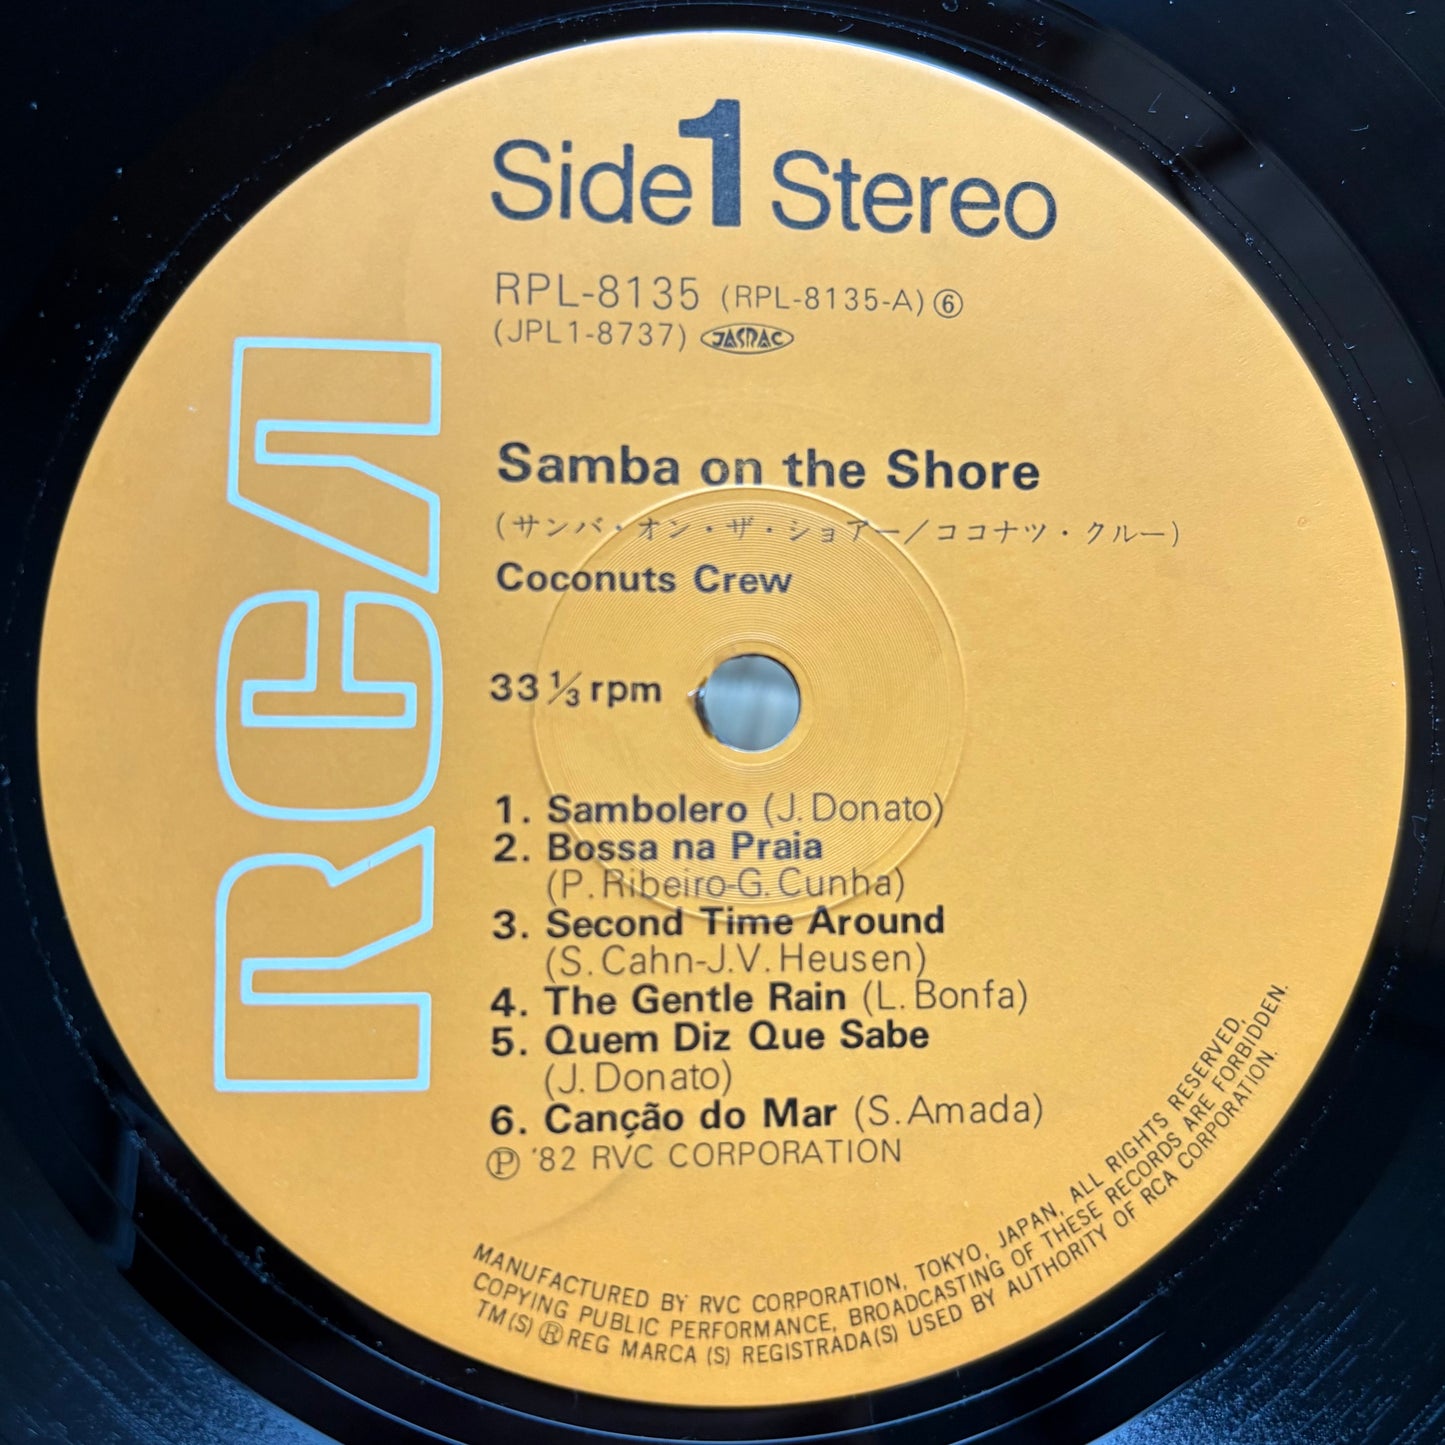 Side 1 Stereo
RPL-8135 (RPL-8135-A) ⑥
(JPL1-8737) JASRAC
RCA
Samba on the Shore
(サンバ・オン・ザ・ショアー/ココナツ・クルー)
Coconuts Crew
33 1/3 rpm
1. Sambolero (J. Donato)
2. Bossa na Praia
(P. Ribeiro-G. Cunha)
3. Second Time Around
(S. Cahn-J.V. Heusen)
4. The Gentle Rain (L. Bonfa)
5. Quem Diz Que Sabe
(J. Donato)
6. Canção do Mar (S. Amada)
Ⓟ '82 RVC CORPORATION
MANUFACTURED BY RVC CORPORATION, TOKYO, JAPAN, ALL RIGHTS RESERVED,
COPYING PUBLIC PERFORMANCE, BROADCASTING OF THESE RECORDS ARE FORBIDDEN.
TM(S) ® REG MARCA (S) REGISTRADA(S) USED BY AUTHORITY OF RCA CORPORATION.